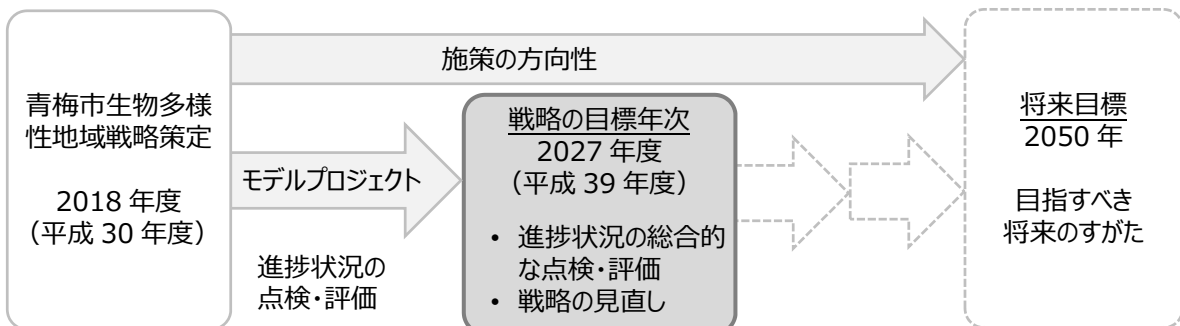 施策の方向性
青梅市生物多様
性地域戦略策定
2018 年度
（平成 30 年度）
モデルプロジェクト
進捗状況の
点検・評価
戦略の目標年次
2027 年度
（平成 39 年度）
• 進捗状況の総合的
な点検・評価
• 戦略の見直し
将来目標
2050 年
目指すべき
将来のすがた